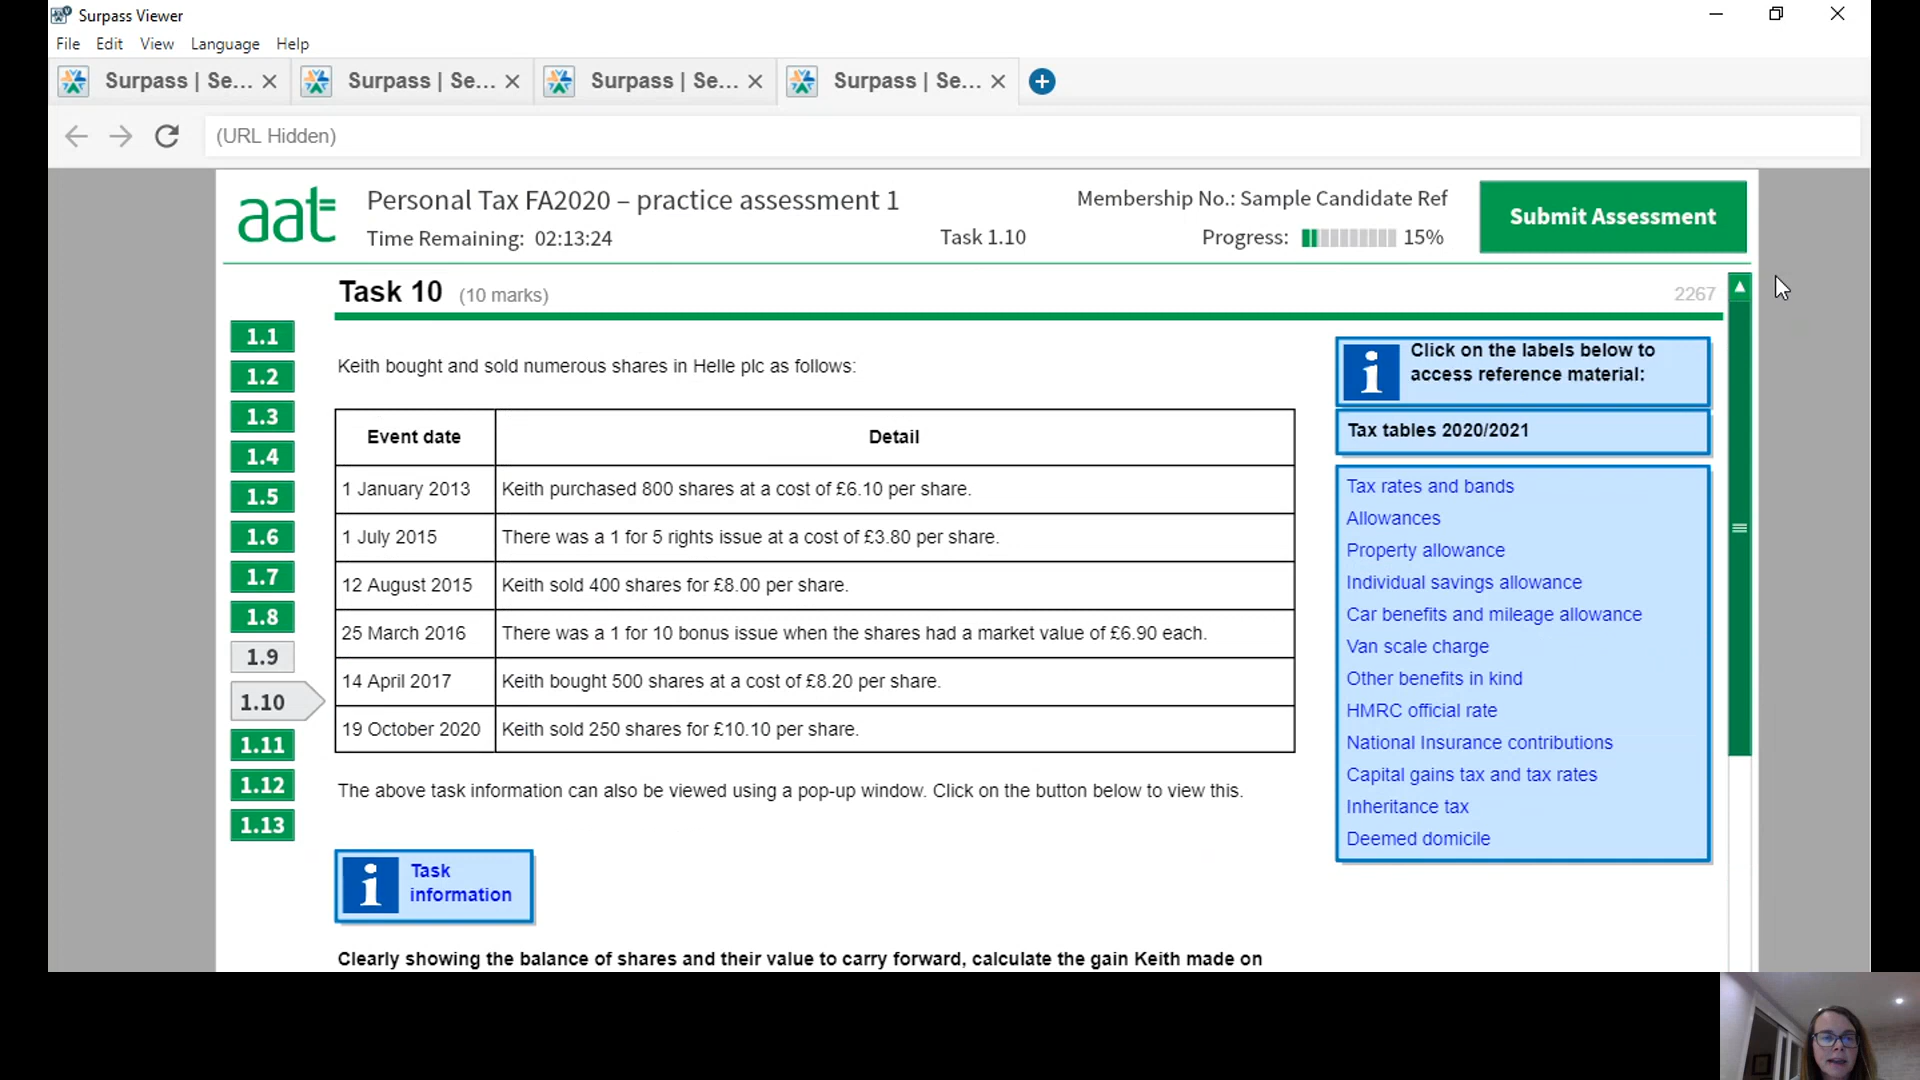 Surpass Viewer
File Edit View Language Help
Surpass | Se... Surpass | Se... Surpass | Se... Surpass | Se...
(URL Hidden)
aat
Personal Tax FA2020 – practice assessment 1
Membership No.: Sample Candidate Ref
Submit Assessment
Time Remaining: 02:13:24
Task 1.10
Progress: 15%
Task 10 (10 marks)
2267
1.1
1.2
1.3
1.4
1.5
1.6
1.7
1.8
1.9
1.10
1.11
1.12
1.13
Keith bought and sold numerous shares in Helle plc as follows:
Event date Detail
1 January 2013 Keith purchased 800 shares at a cost of £6.10 per share.
1 July 2015 There was a 1 for 5 rights issue at a cost of £3.80 per share.
12 August 2015 Keith sold 400 shares for £8.00 per share.
25 March 2016 There was a 1 for 10 bonus issue when the shares had a market value of £6.90 each.
14 April 2017 Keith bought 500 shares at a cost of £8.20 per share.
19 October 2020 Keith sold 250 shares for £10.10 per share.
The above task information can also be viewed using a pop-up window. Click on the button below to view this.
i
Task
information
Clearly showing the balance of shares and their value to carry forward, calculate the gain Keith made on
i
Click on the labels below to
access reference material:
Tax tables 2020/2021
Tax rates and bands
Allowances
Property allowance
Individual savings allowance
Car benefits and mileage allowance
Van scale charge
Other benefits in kind
HMRC official rate
National Insurance contributions
Capital gains tax and tax rates
Inheritance tax
Deemed domicile